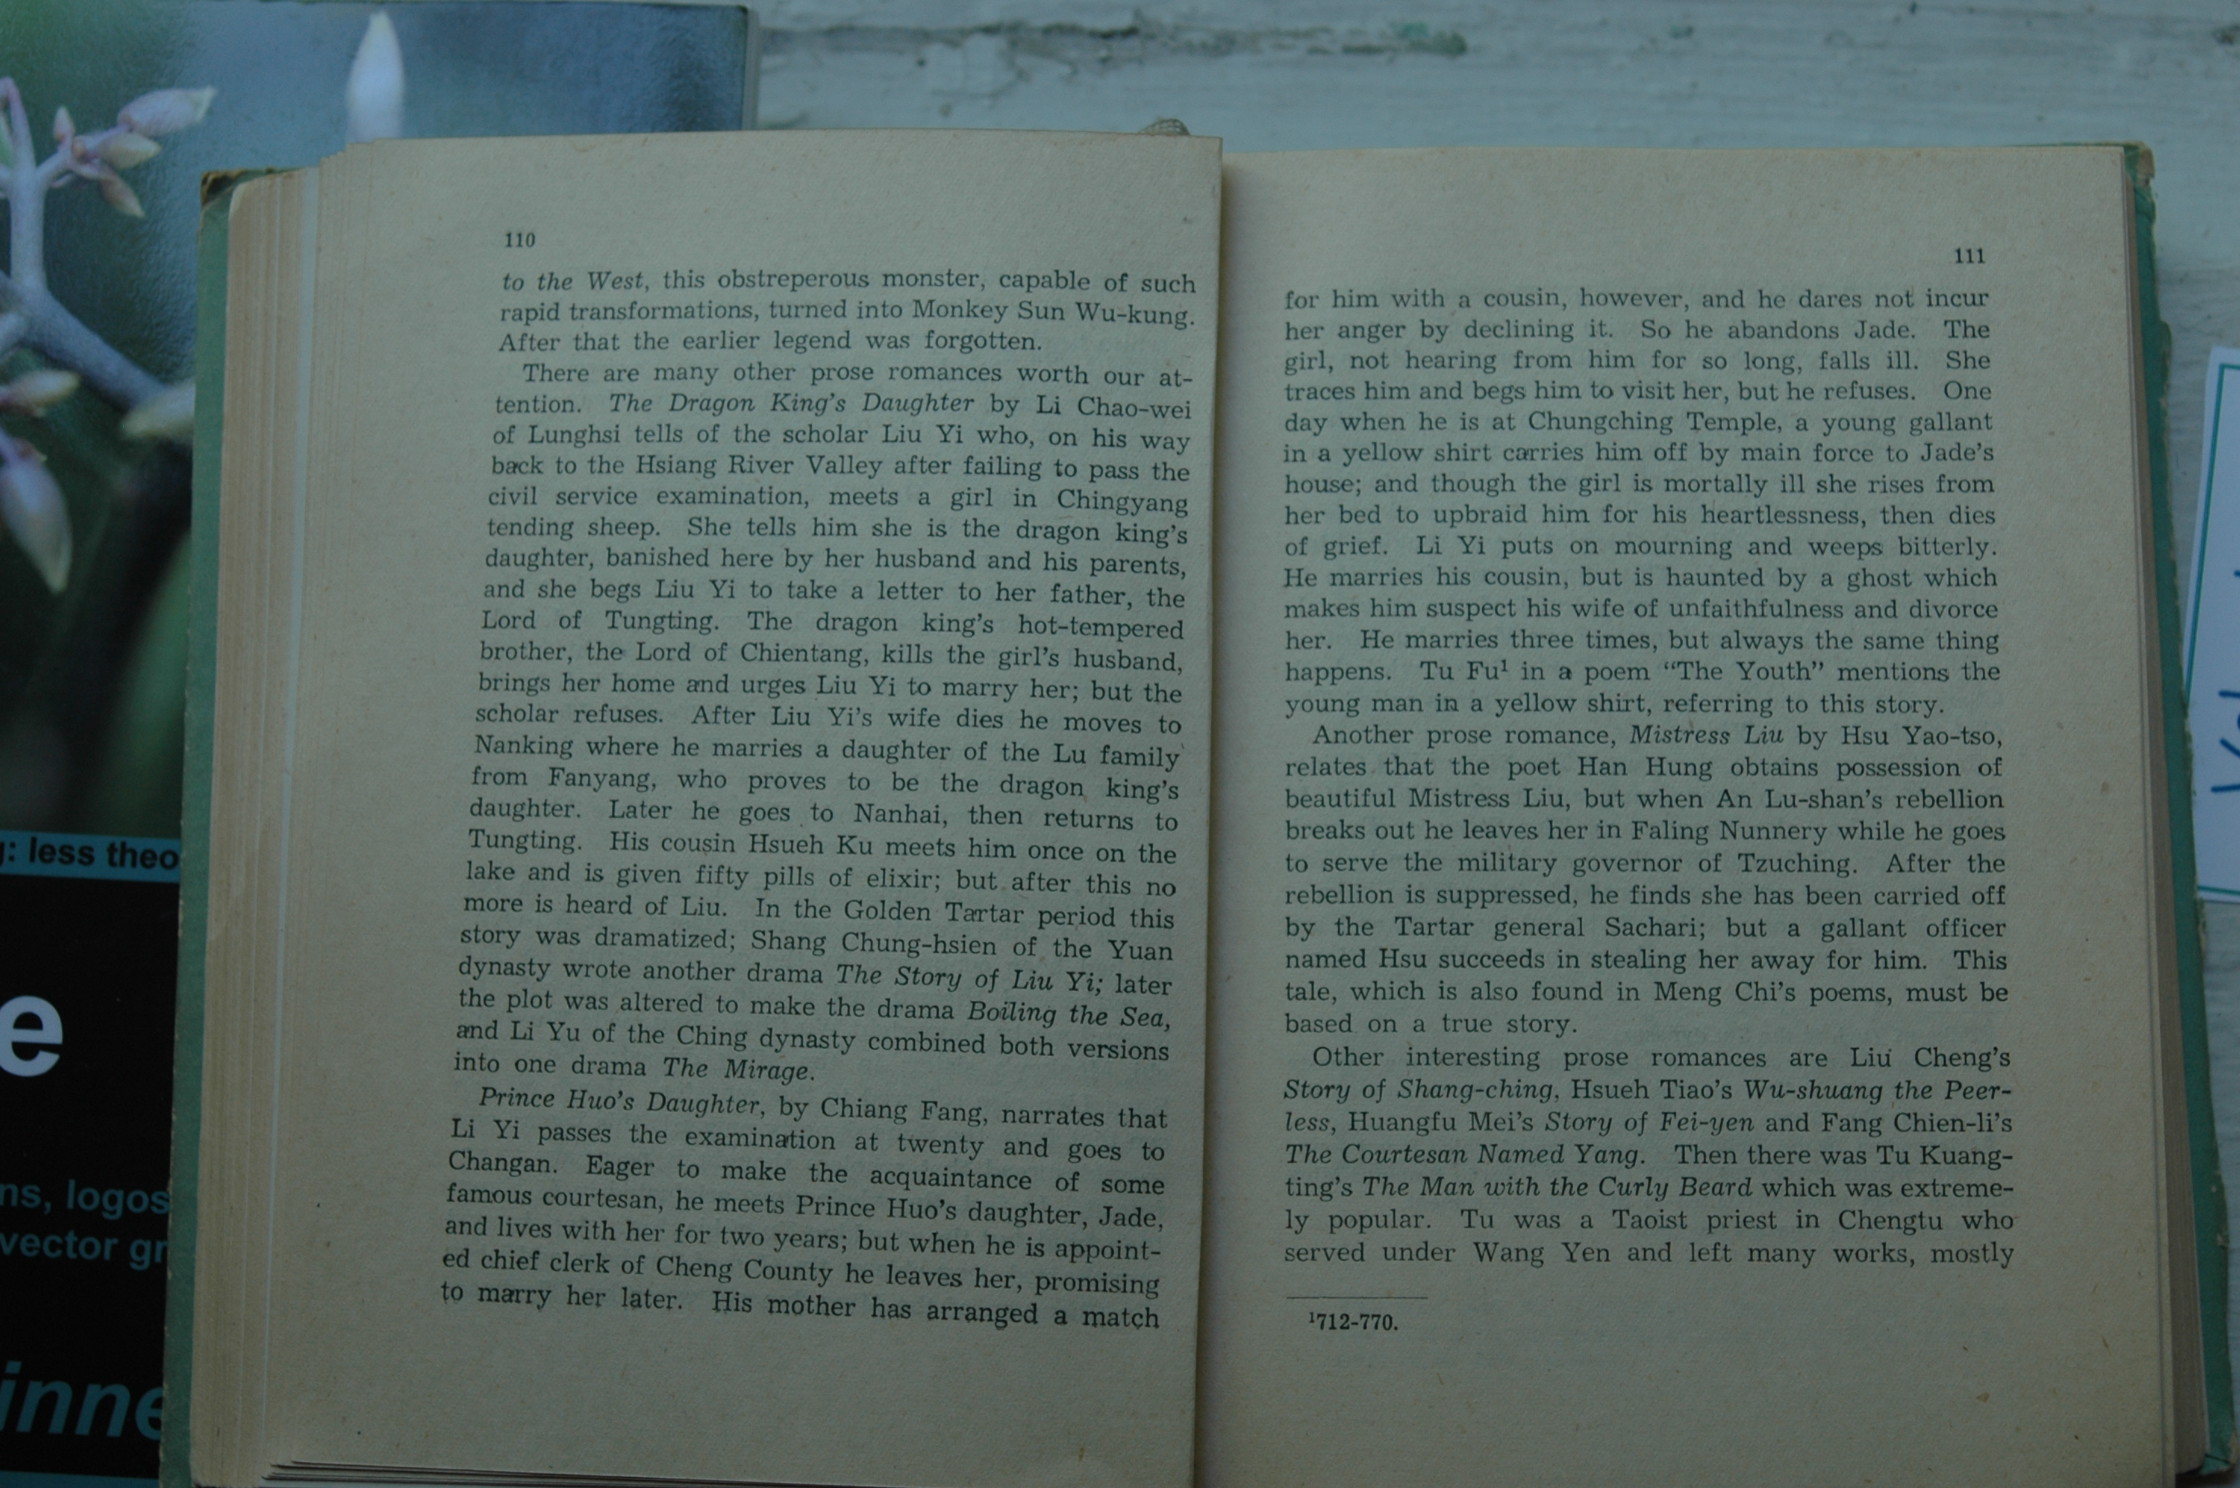 110
to the West, this obstreperous monster, capable of such
rapid transformations, turned into Monkey Sun Wu-kung.
After that the earlier legend was forgotten.
There are many other prose romances worth our at-
tention. The Dragon King's Daughter by Li Chao-wei
of Lunghsi tells of the scholar Liu Yi who, on his way
back to the Hsiang River Valley after failing to pass the
civil service examination, meets a girl in Chingyang
tending sheep. She tells him she is the dragon king's
daughter, banished here by her husband and his parents,
and she begs Liu Yi to take a letter to her father, the
Lord of Tungting. The dragon king's hot-tempered
brother, the Lord of Chientang, kills the girl's husband,
brings her home and urges Liu Yi to marry her; but the
scholar refuses. After Liu Yi's wife dies he moves to
Nanking where he marries a daughter of the Lu family
from Fanyang, who proves to be the dragon king's
daughter. Later he goes to Nanhai, then returns to
Tungting. His cousin Hsueh Ku meets him once on the
lake and is given fifty pills of elixir; but after this no
more is heard of Liu. In the Golden Tartar period this
story was dramatized; Shang Chung-hsien of the Yuan
dynasty wrote another drama The Story of Liu Yi; later
the plot was altered to make the drama Boiling the Sea,
and Li Yu of the Ching dynasty combined both versions
into one drama The Mirage.
Prince Huo's Daughter, by Chiang Fang, narrates that
Li Yi passes the examination at twenty and goes to
Changan. Eager to make the acquaintance of some
famous courtesan, he meets Prince Huo's daughter, Jade,
and lives with her for two years; but when he is appoint-
ed chief clerk of Cheng County he leaves her, promising
to marry her later. His mother has arranged a match
111
for him with a cousin, however, and he dares not incur
her anger by declining it. So he abandons Jade. The
girl, not hearing from him for so long, falls ill. She
traces him and begs him to visit her, but he refuses. One
day when he is at Chungching Temple, a young gallant
in a yellow shirt carries him off by main force to Jade's
house; and though the girl is mortally ill she rises from
her bed to upbraid him for his heartlessness, then dies
of grief. Li Yi puts on mourning and weeps bitterly.
He marries his cousin, but is haunted by a ghost which
makes him suspect his wife of unfaithfulness and divorce
her. He marries three times, but always the same thing
happens. Tu Fu¹ in a poem “The Youth” mentions the
young man in a yellow shirt, referring to this story.
Another prose romance, Mistress Liu by Hsu Yao-tso,
relates that the poet Han Hung obtains possession of
beautiful Mistress Liu, but when An Lu-shan's rebellion
breaks out he leaves her in Faling Nunnery while he goes
to serve the military governor of Tzuching. After the
rebellion is suppressed, he finds she has been carried off
by the Tartar general Sachari; but a gallant officer
named Hsu succeeds in stealing her away for him. This
tale, which is also found in Meng Chi's poems, must be
based on a true story.
Other interesting prose romances are Liu Cheng's
Story of Shang-ching, Hsueh Tiao's Wu-shuang the Peer-
less, Huangfu Mei's Story of Fei-yen and Fang Chien-li's
The Courtesan Named Yang. Then there was Tu Kuang-
ting's The Man with the Curly Beard which was extreme-
ly popular. Tu was a Taoist priest in Chengtu who
served under Wang Yen and left many works, mostly
¹712-770.
g: less theo
e
ns, logos
vector gr
inne